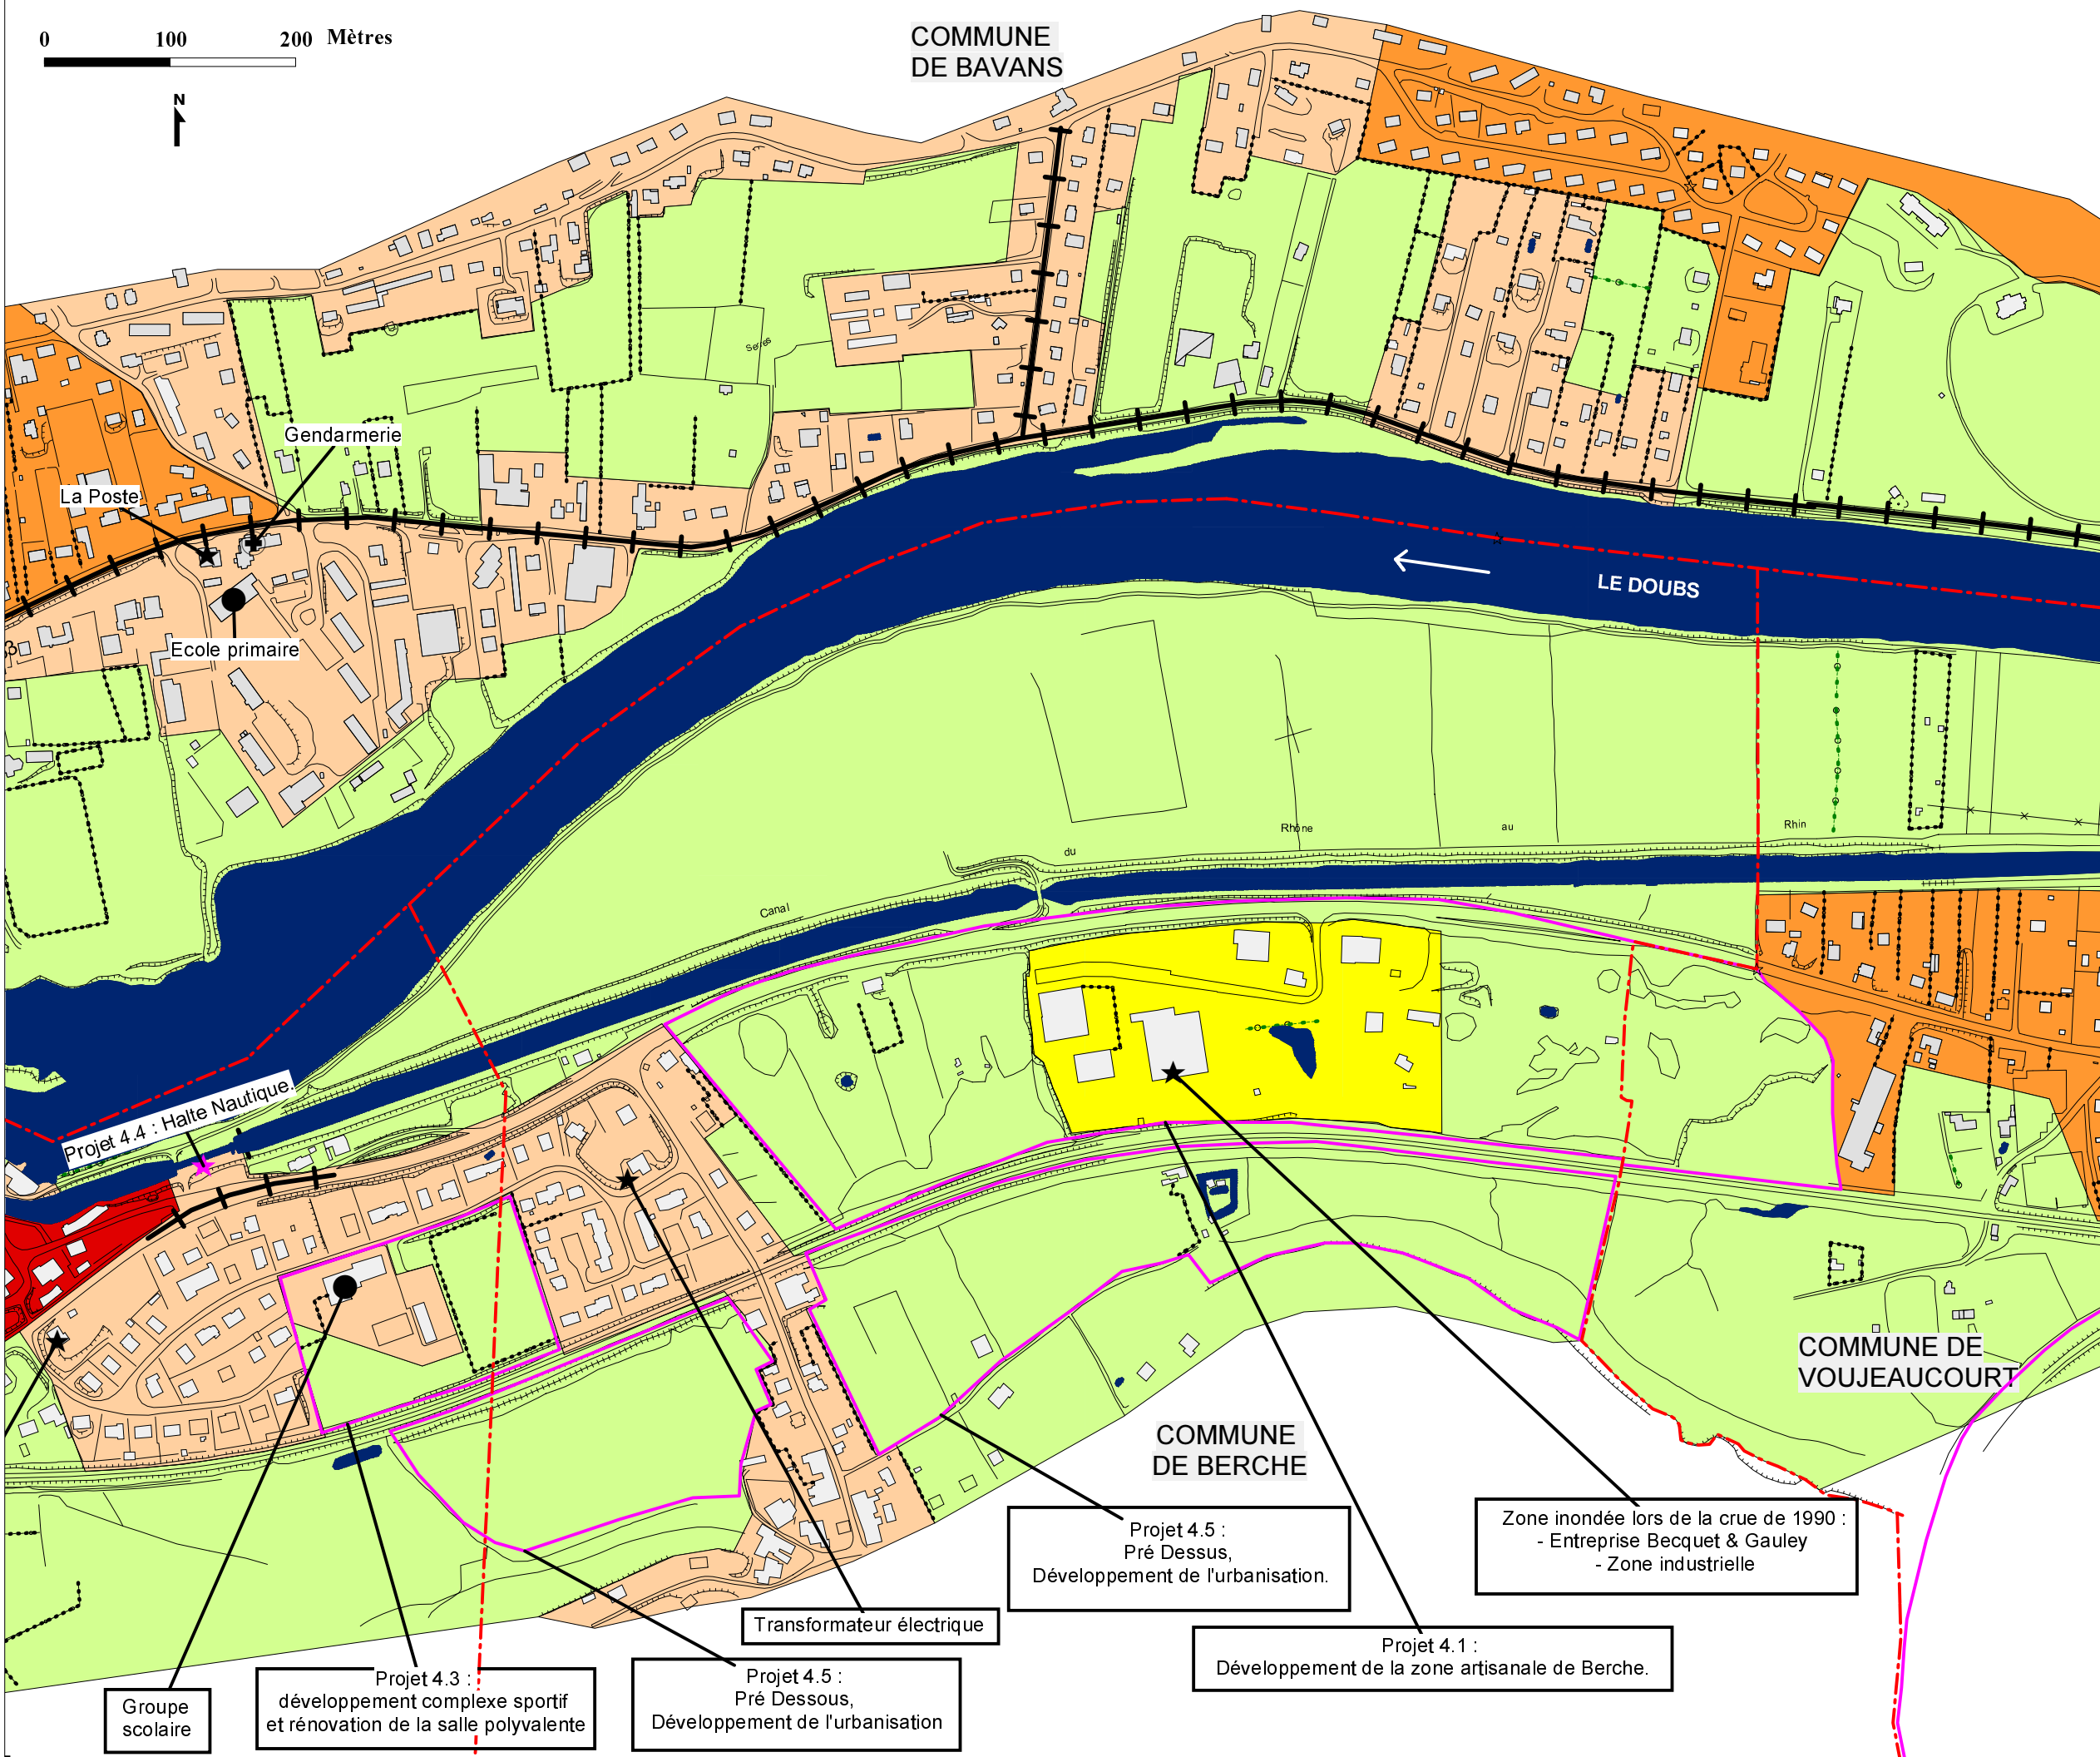 0 100 200 Mètres
N
COMMUNE
DE BAVANS
Serres
Gendarmerie
La Poste
Ecole primaire
LE DOUBS
Canal
du
Rhône
au
Rhin
Projet 4.4 : Halte Nautique.
COMMUNE DE
VOUJEAUCOURT
COMMUNE
DE BERCHE
Zone inondée lors de la crue de 1990 :
- Entreprise Becquet & Gauley
- Zone industrielle
Projet 4.5 :
Pré Dessus,
Développement de l'urbanisation.
Transformateur électrique
Projet 4.1 :
Développement de la zone artisanale de Berche.
Projet 4.5 :
Pré Dessous,
Développement de l'urbanisation
Projet 4.3 :
développement complexe sportif
et rénovation de la salle polyvalente
Groupe
scolaire